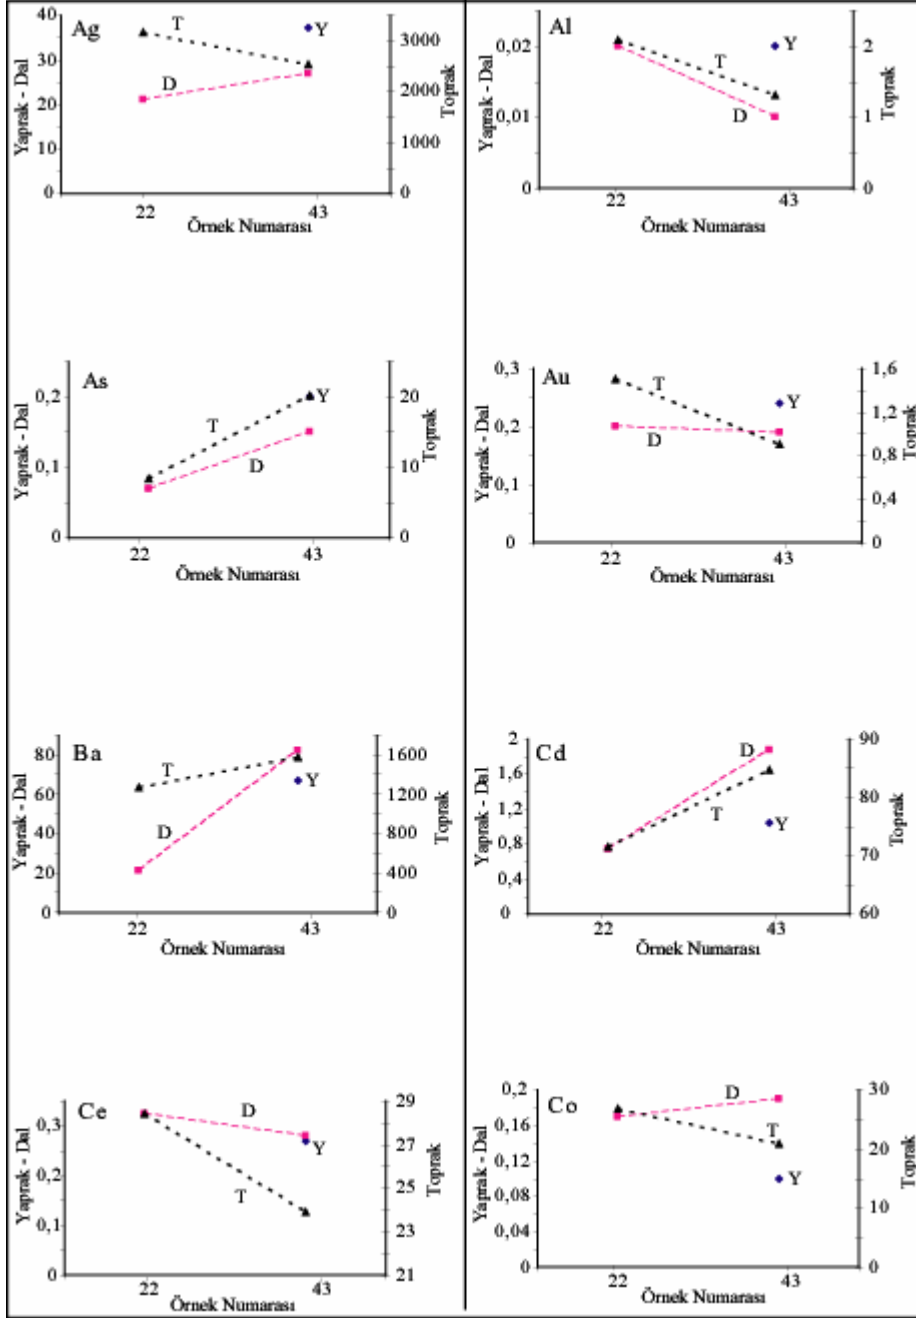 Ag
Yaprak - Dal
40
30
20
10
0
T
D
Y
3000
2000
1000
0
Toprak
22 43
Örnek Numarası
Al
Yaprak - Dal
0,02
0,01
0
T
D
Y
2
1
0
Toprak
22 43
Örnek Numarası
As
Yaprak - Dal
0,2
0,1
0
T
D
Y
20
10
0
Toprak
22 43
Örnek Numarası
Au
Yaprak - Dal
0,3
0,2
0,1
0
T
D
Y
1,6
1,2
0,8
0,4
0
Toprak
22 43
Örnek Numarası
Ba
Yaprak - Dal
80
60
40
20
0
T
D
Y
1600
1200
800
400
0
Toprak
22 43
Örnek Numarası
Cd
Yaprak - Dal
2
1,6
1,2
0,8
0,4
0
D
T
Y
90
80
70
60
Toprak
22 43
Örnek Numarası
Ce
Yaprak - Dal
0,3
0,2
0,1
0
D
Y
T
29
27
25
23
21
Toprak
22 43
Örnek Numarası
Co
Yaprak - Dal
0,2
0,16
0,12
0,08
0,04
0
D
T
Y
30
20
10
0
Toprak
22 43
Örnek Numarası